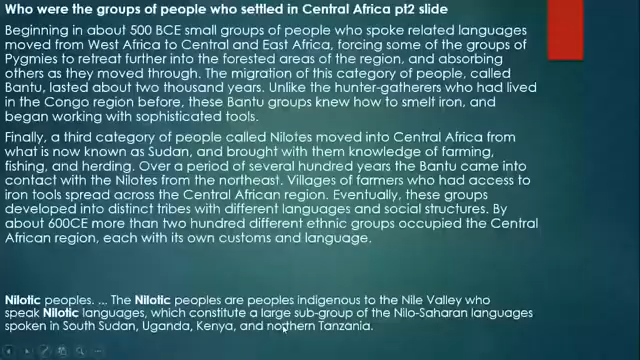 Who were the groups of people who settled in Central Africa pt2 slide
Beginning in about 500 BCE small groups of people who spoke related languages
moved from West Africa to Central and East Africa, forcing some of the groups of
Pygmies to retreat further into the forested areas of the region, and absorbing
others as they moved through. The migration of this category of people, called
Bantu, lasted about two thousand years. Unlike the hunter-gatherers who had lived
in the Congo region before, these Bantu groups knew how to smelt iron, and
began working with sophisticated tools.
Finally, a third category of people called Nilotes moved into Central Africa from
what is now known as Sudan, and brought with them knowledge of farming,
fishing, and herding. Over a period of several hundred years the Bantu came into
contact with the Nilotes from the northeast. Villages of farmers who had access to
iron tools spread across the Central African region. Eventually, these groups
developed into distinct tribes with different languages and social structures. By
about 600CE more than two hundred different ethnic groups occupied the Central
African region, each with its own customs and language.
Nilotic peoples. ... The Nilotic peoples are peoples indigenous to the Nile Valley who
speak Nilotic languages, which constitute a large sub-group of the Nilo-Saharan languages
spoken in South Sudan, Uganda, Kenya, and northern Tanzania.